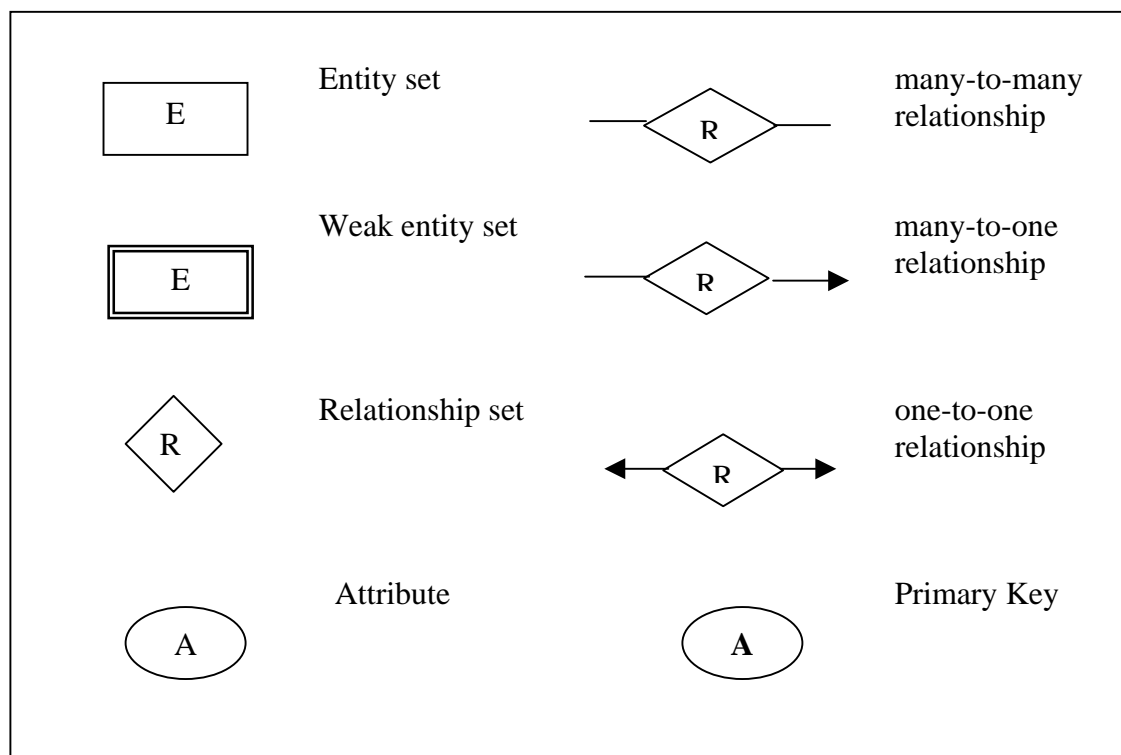 E
Entity set
R
many-to-many
relationship
E
Weak entity set
R
many-to-one
relationship
R
Relationship set
R
one-to-one
relationship
A
Attribute
A
Primary Key